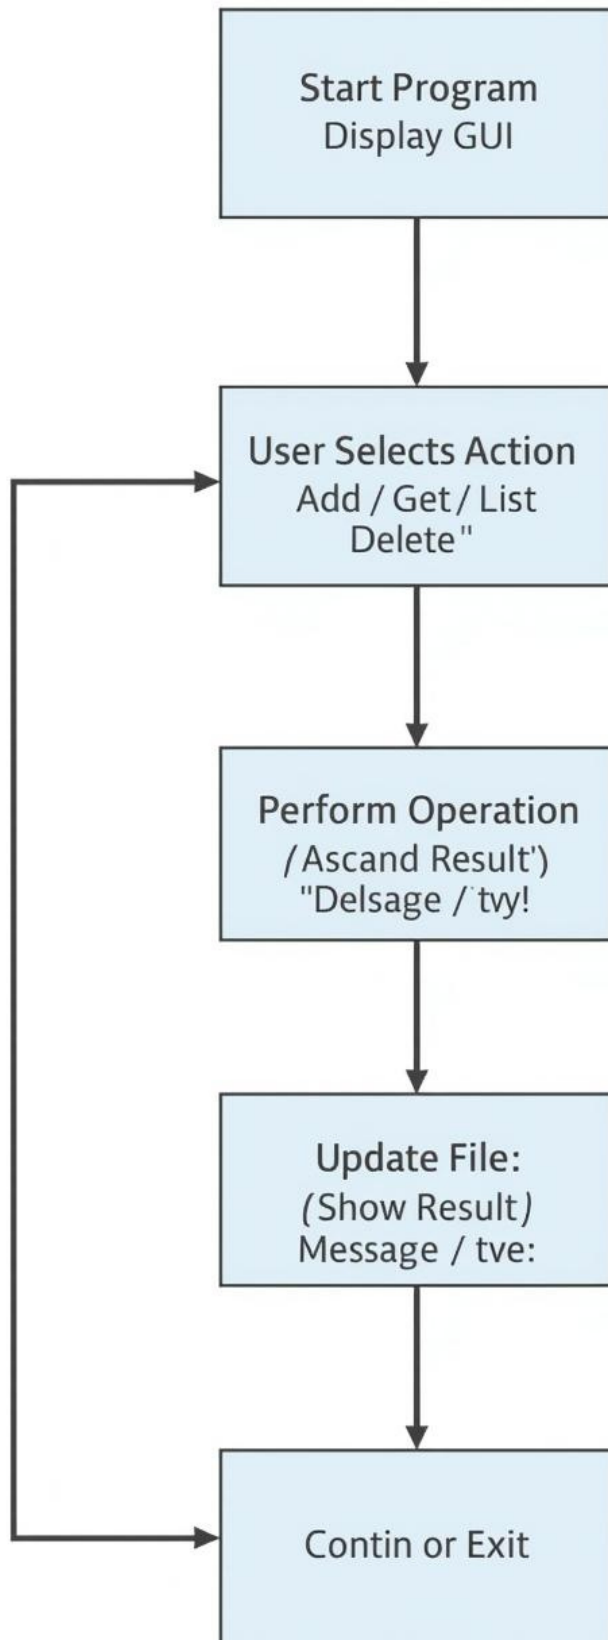 Start Program
Display GUI
User Selects Action
Add / Get / List
Delete"
Perform Operation
(Ascand Result')
"Delsage / tvy!
Update File:
(Show Result)
Message / tve:
Contin or Exit